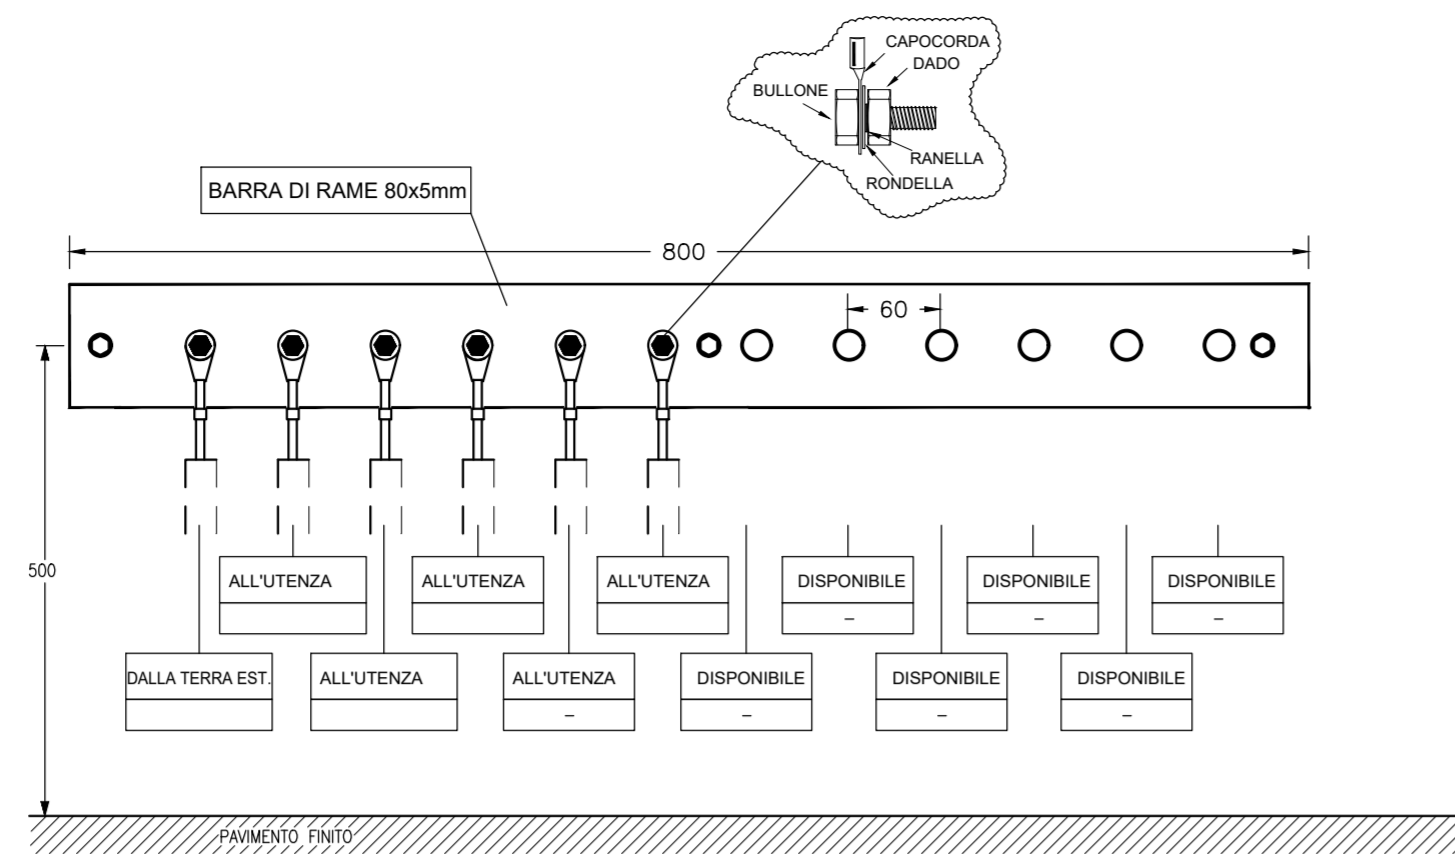 CAPOCORDA
DADO
BULLONE
RANELLA
RONDELLA
BARRA DI RAME 80x5mm
800
60
500
ALL'UTENZA
ALL'UTENZA
ALL'UTENZA
DISPONIBILE
–
DISPONIBILE
–
DISPONIBILE
–
DALLA TERRA EST.
ALL'UTENZA
ALL'UTENZA
–
DISPONIBILE
–
DISPONIBILE
–
DISPONIBILE
–
PAVIMENTO FINITO